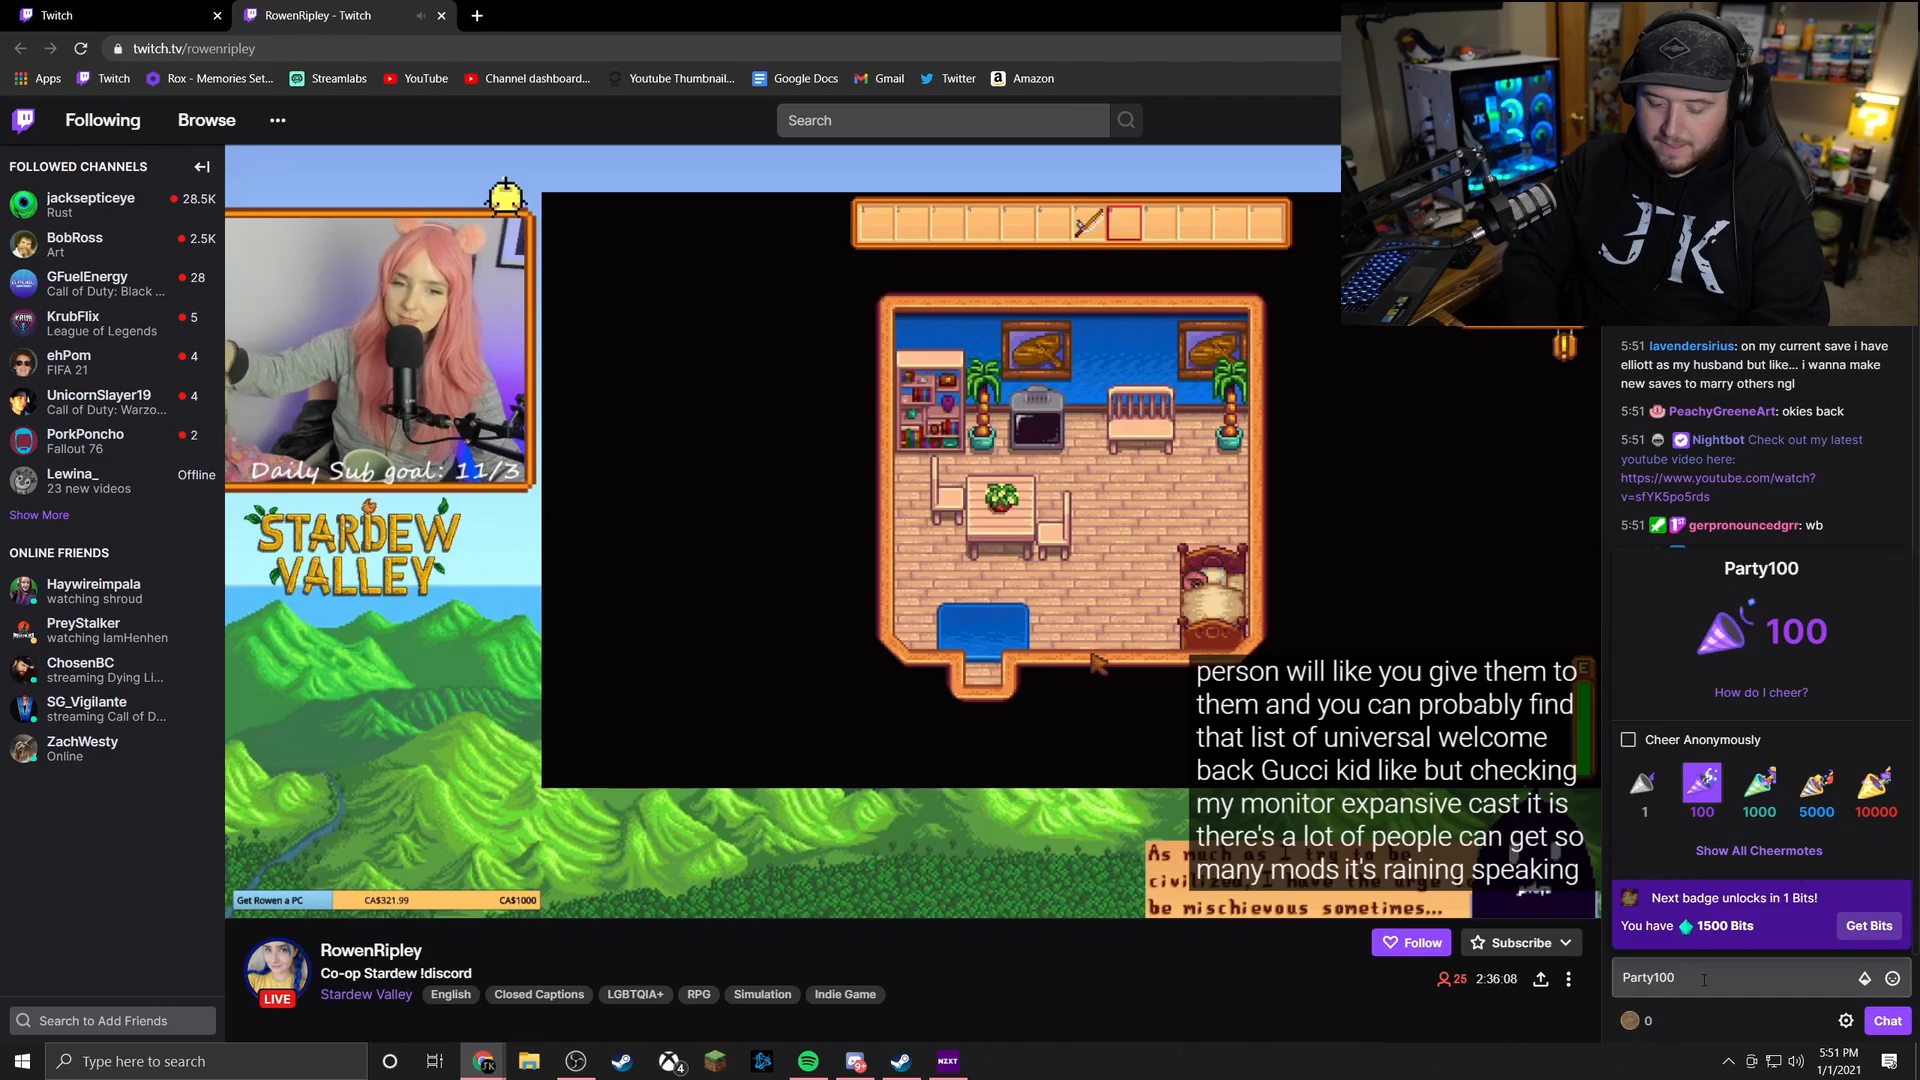 Twitch
RowenRipley - Twitch
twitch.tv/rowenripley
Apps
Twitch
Rox - Memories Set...
Streamlabs
YouTube
Channel dashboard...
Youtube Thumbnail...
Google Docs
Gmail
Twitter
Amazon
Following
Browse
Search
FOLLOWED CHANNELS
jacksepticeye
28.5K
Rust
BobRoss
2.5K
Art
GFuelEnergy
28
Call of Duty: Black ...
KrubFlix
5
League of Legends
ehPom
4
FIFA 21
UnicornSlayer19
4
Call of Duty: Warzo...
PorkPoncho
2
Fallout 76
Lewina_
Offline
23 new videos
Show More
ONLINE FRIENDS
Haywireimpala
watching shroud
PreyStalker
watching IamHenhen
ChosenBC
streaming Dying Li...
SG_Vigilante
streaming Call of D...
ZachWesty
Online
Search to Add Friends
Daily Sub goal: 11/3
STARDEW
VALLEY
Get Rowen a PC
CA$321.99
CA$1000
JK
person will like you give them to
them and you can probably find
that list of universal welcome
back Gucci kid like but checking
my monitor expansive cast it is
there's a lot of people can get so
many mods it's raining speaking
As much as I try to be
be mischievous sometimes...
LIVE
RowenRipley
Co-op Stardew !discord
Stardew Valley
English
Closed Captions
LGBTQIA+
RPG
Simulation
Indie Game
Follow
Subscribe
25
2:36:08
5:51 lavendersirius: on my current save i have
elliott as my husband but like... i wanna make
new saves to marry others ngl
5:51 PeachyGreeneArt: okies back
5:51 Nightbot Check out my latest
youtube video here:
https://www.youtube.com/watch?
v=sfYK5po5rds
5:51 gerpronouncedgrr: wb
Party100
100
How do I cheer?
Cheer Anonymously
1
100
1000
5000
10000
Show All Cheermotes
Next badge unlocks in 1 Bits!
You have 1500 Bits
Get Bits
Party100
0
Chat
Type here to search
4
9+
NZXT
5:51 PM
1/1/2021